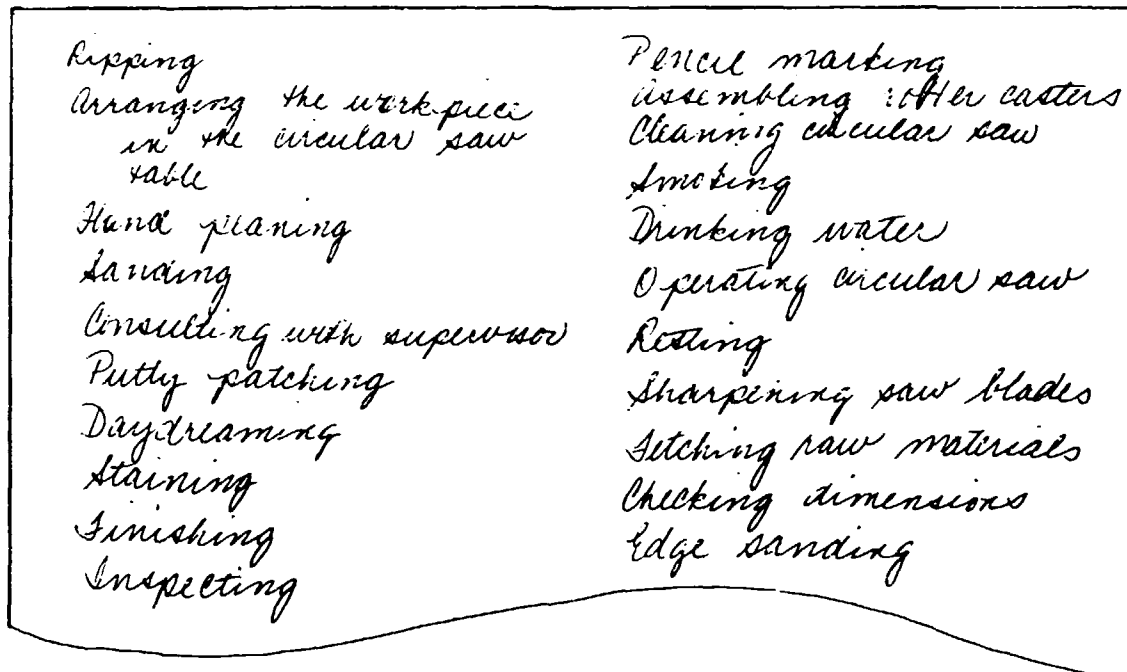 Ripping
Arranging the workpiece
in the circular saw
table
Hand planing
Sanding
Consulting with supervisor
Putty patching
Daydreaming
Staining
Finishing
Inspecting
Pencil marking
Assembling roller casters
Cleaning circular saw
Smoking
Drinking water
Operating circular saw
Resting
Sharpening saw blades
Fetching raw materials
Checking dimensions
Edge sanding